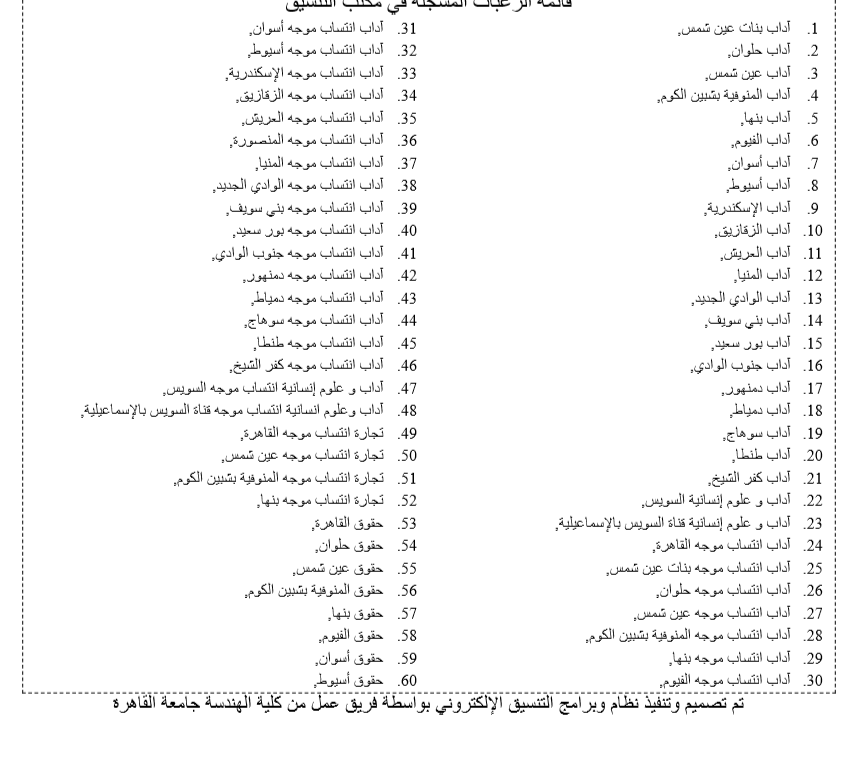 قائمة الرغبات المسجلة في مكتب التنسيق
1. آداب بنات عين شمس,
2. آداب حلوان,
3. آداب عين شمس,
4. آداب المنوفية بشبين الكوم,
5. آداب بنها,
6. آداب الفيوم,
7. آداب أسوان,
8. آداب أسيوط,
9. آداب الإسكندرية,
10. آداب الزقازيق,
11. آداب العريش,
12. آداب المنيا,
13. آداب الوادي الجديد,
14. آداب بني سويف,
15. آداب بور سعيد,
16. آداب جنوب الوادي,
17. آداب دمنهور,
18. آداب دمياط,
19. آداب سوهاج,
20. آداب طنطا,
21. آداب كفر الشيخ,
22. آداب و علوم إنسانية السويس,
23. آداب و علوم إنسانية قناة السويس بالإسماعيلية,
24. آداب انتساب موجه القاهرة,
25. آداب انتساب موجه بنات عين شمس,
26. آداب انتساب موجه حلوان,
27. آداب انتساب موجه عين شمس,
28. آداب انتساب موجه المنوفية بشبين الكوم,
29. آداب انتساب موجه بنها,
30. آداب انتساب موجه الفيوم,
31. آداب انتساب موجه أسوان,
32. آداب انتساب موجه أسيوط,
33. آداب انتساب موجه الإسكندرية,
34. آداب انتساب موجه الزقازيق,
35. آداب انتساب موجه العريش,
36. آداب انتساب موجه المنصورة,
37. آداب انتساب موجه المنيا,
38. آداب انتساب موجه الوادي الجديد,
39. آداب انتساب موجه بني سويف,
40. آداب انتساب موجه بور سعيد,
41. آداب انتساب موجه جنوب الوادي,
42. آداب انتساب موجه دمنهور,
43. آداب انتساب موجه دمياط,
44. آداب انتساب موجه سوهاج,
45. آداب انتساب موجه طنطا,
46. آداب انتساب موجه كفر الشيخ,
47. آداب و علوم إنسانية انتساب موجه السويس,
48. آداب وعلوم انسانية انتساب موجه قناة السويس بالإسماعيلية,
49. تجارة انتساب موجه القاهرة,
50. تجارة انتساب موجه عين شمس,
51. تجارة انتساب موجه المنوفية بشبين الكوم,
52. تجارة انتساب موجه بنها,
53. حقوق القاهرة,
54. حقوق حلوان,
55. حقوق عين شمس,
56. حقوق المنوفية بشبين الكوم,
57. حقوق بنها,
58. حقوق الفيوم,
59. حقوق أسوان,
60. حقوق أسيوط,
تم تصميم وتنفيذ نظام وبرامج التنسيق الإلكتروني بواسطة فريق عمل من كلية الهندسة جامعة القاهرة